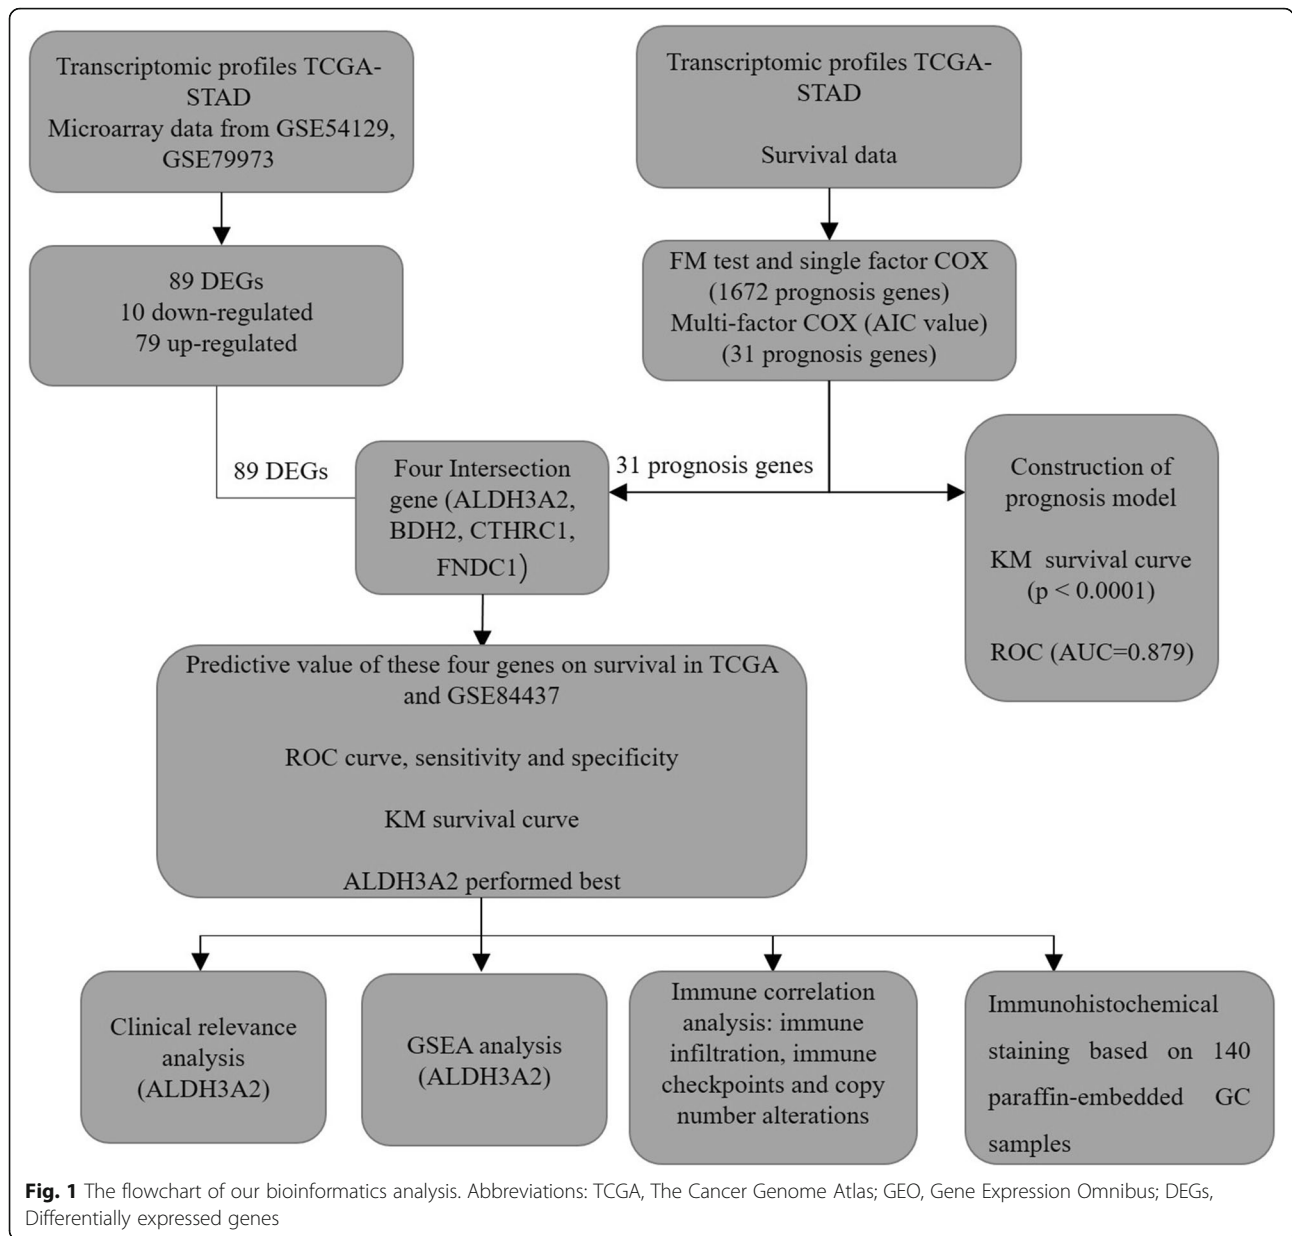 Transcriptomic profiles TCGA-
STAD
Microarray data from GSE54129,
GSE79973
Transcriptomic profiles TCGA-
STAD
Survival data
89 DEGs
10 down-regulated
79 up-regulated
FM test and single factor COX
(1672 prognosis genes)
Multi-factor COX (AIC value)
(31 prognosis genes)
89 DEGs
Four Intersection
gene (ALDH3A2,
BDH2, CTHRC1,
FNDC1)
31 prognosis genes
Construction of
prognosis model
KM survival curve
(p < 0.0001)
ROC (AUC=0.879)
Predictive value of these four genes on survival in TCGA
and GSE84437
ROC curve, sensitivity and specificity
KM survival curve
ALDH3A2 performed best
Clinical relevance
analysis
(ALDH3A2)
GSEA analysis
(ALDH3A2)
Immune correlation
analysis: immune
infiltration, immune
checkpoints and copy
number alterations
Immunohistochemical
staining based on 140
paraffin-embedded GC
samples
Fig. 1 The flowchart of our bioinformatics analysis. Abbreviations: TCGA, The Cancer Genome Atlas; GEO, Gene Expression Omnibus; DEGs,
Differentially expressed genes